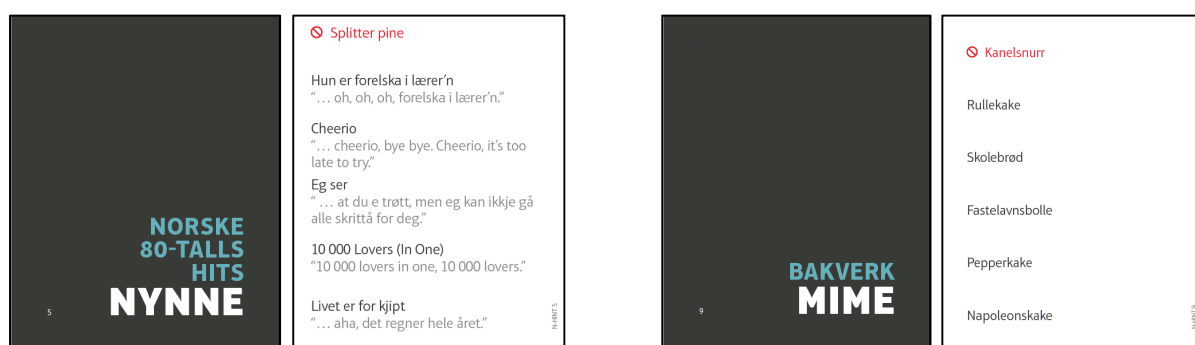 NORSKE
80-TALLS
HITS
NYNNE
5
Splitter pine
Hun er forelska i lærer’n
“… oh, oh, oh, forelska i lærer’n.”
Cheerio
“… cheerio, bye bye. Cheerio, it’s too
late to try.”
Eg ser
“ … at du e trøtt, men eg kan ikkje gå
alle skrittå for deg.”
10 000 Lovers (In One)
“10 000 lovers in one, 10 000 lovers.”
Livet er for kjipt
“… aha, det regner hele året.”
N-HINT 5
BAKVERK
MIME
9
Kanelsnurr
Rullekake
Skolebrød
Fastelavnsbolle
Pepperkake
Napoleonskake
N-HINT 9